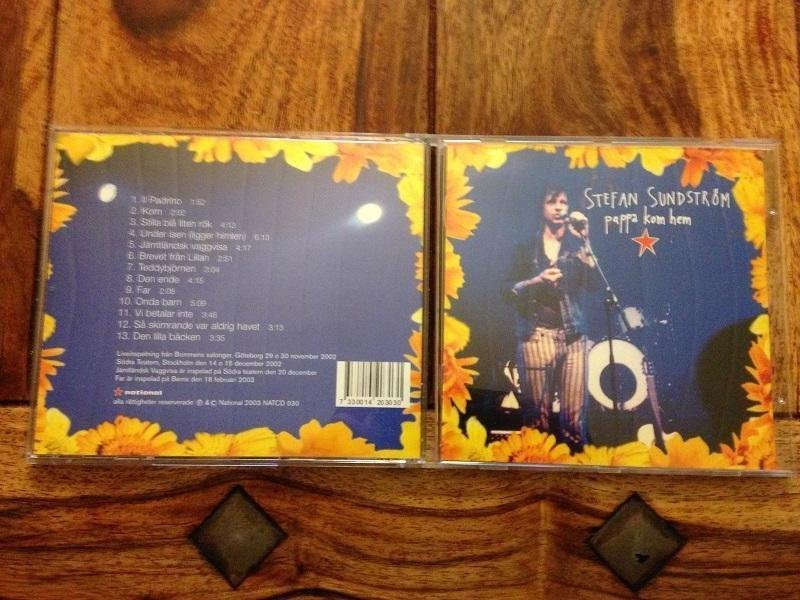 1. Il Padrino 1:52
2. Kom 2:02
3. Stilla blå liten rök 4:13
4. Under isen (ligger himlen) 6:13
5. Jämtländsk vaggvisa 4:17
6. Brevet från Lillan 2:51
7. Teddybjörnen 3:04
8. Den ende 4:15
9. Far 2:08
10. Onda barn 5:09
11. Vi betalar inte 3:46
12. Så skimrande var aldrig havet 3:13
13. Den lilla bäcken 3:35
Liveinspelning från Bommens salonger, Göteborg 29 o 30 november 2002
Södra Teatern, Stockholm den 14 o 15 december 2002
Jämtländsk Vaggvisa är inspelad på Södra teatern den 20 december
Far är inspelad på Berns den 18 februari 2003
national
alla rättigheter reserverade ℗ & © National 2003 NATCD 030
7 330014 203030
STEFAN SUNDSTRÖM
pappa kom hem